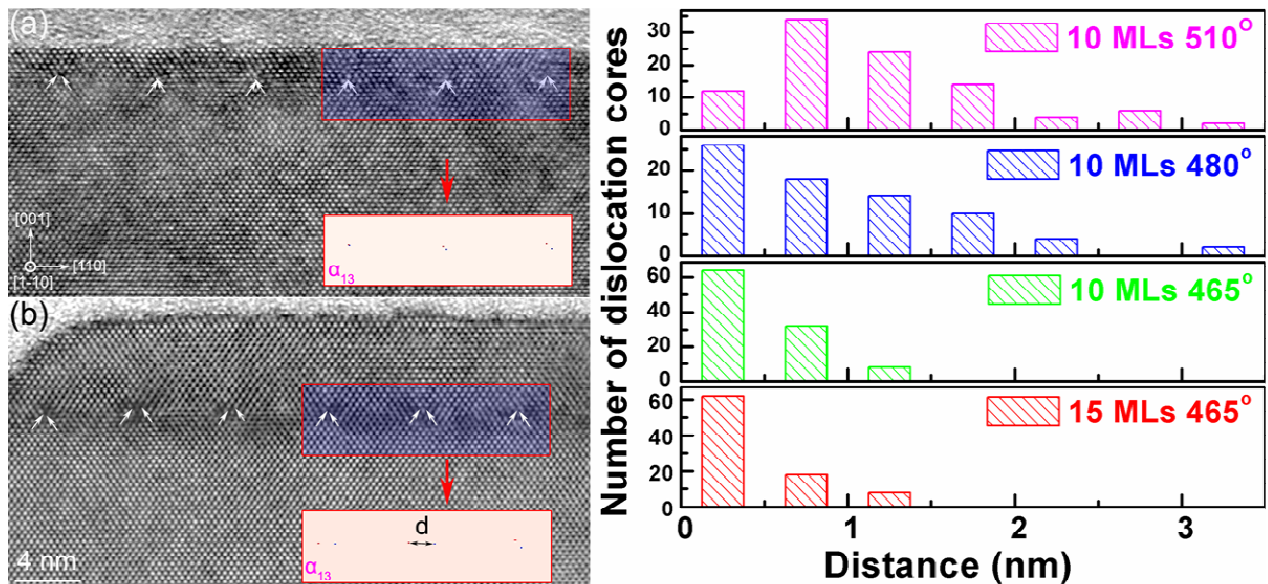 (a)
[001]
[110]
[1-10]
α13
(b)
d
α13
4 nm
Number of dislocation cores
10 MLs 510°
30
20
10
0
10 MLs 480°
20
10
0
10 MLs 465°
60
40
20
0
15 MLs 465°
60
40
20
0
0 1 2 3
Distance (nm)